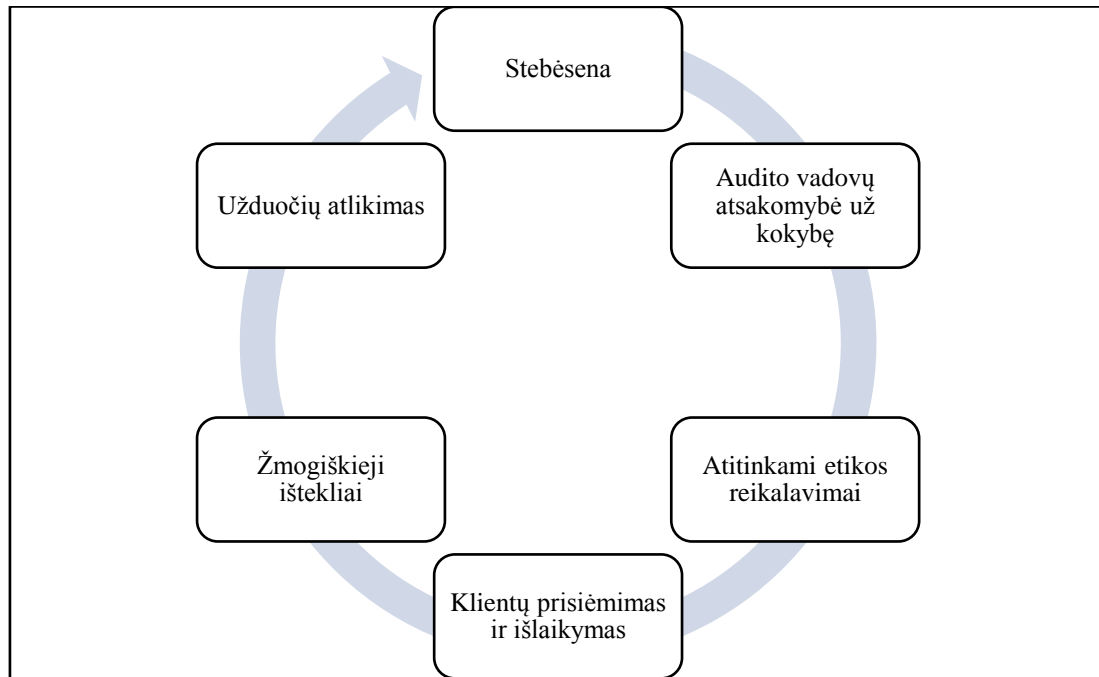 Stebėsena
Audito vadovų
atsakomybė už
kokybę
Atitinkami etikos
reikalavimai
Klientų prisiėmimas
ir išlaikymas
Žmogiškieji
ištekliai
Užduočių atlikimas